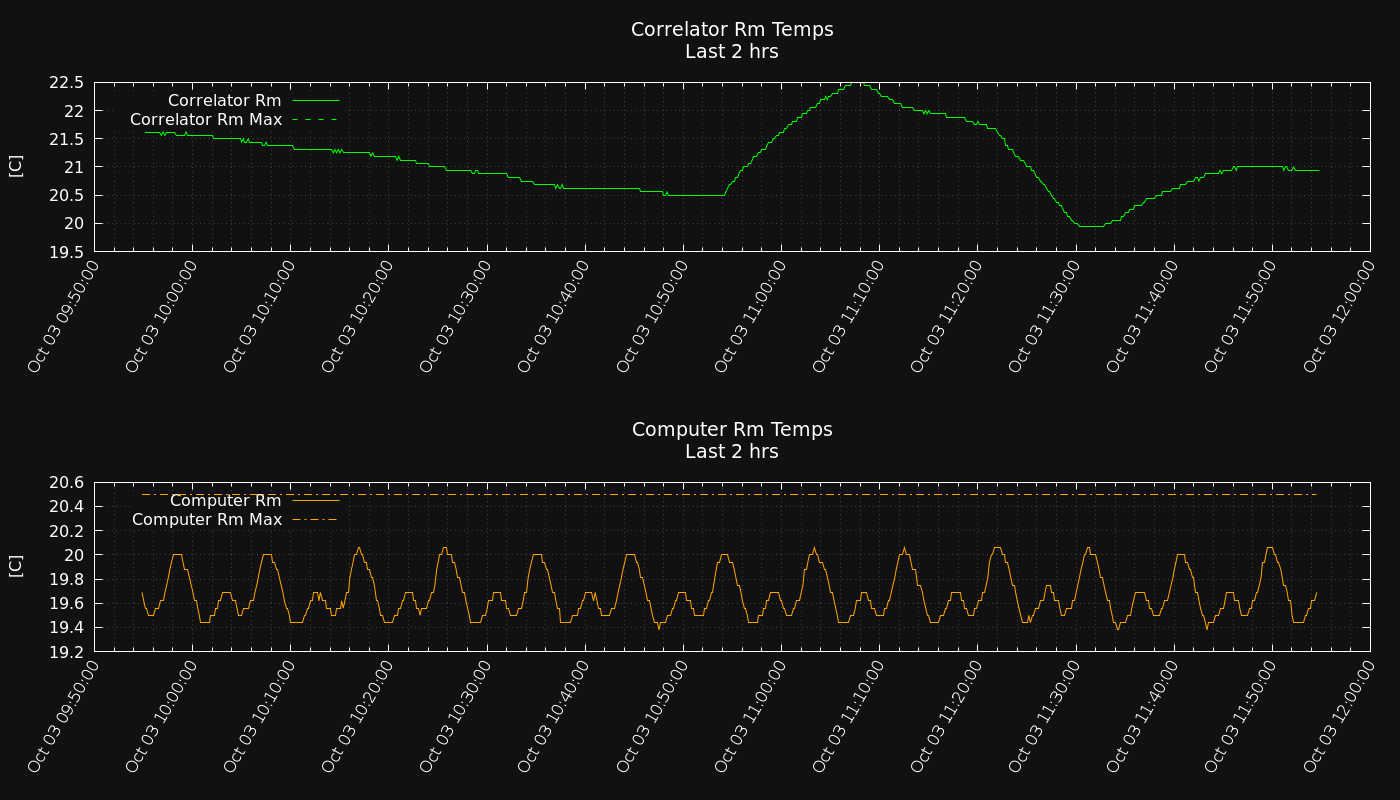 Correlator Rm Temps
Last 2 hrs
[C]
22.5
22
21.5
21
20.5
20
19.5
Correlator Rm
Correlator Rm Max
Oct 03 09:50:00
Oct 03 10:00:00
Oct 03 10:10:00
Oct 03 10:20:00
Oct 03 10:30:00
Oct 03 10:40:00
Oct 03 10:50:00
Oct 03 11:00:00
Oct 03 11:10:00
Oct 03 11:20:00
Oct 03 11:30:00
Oct 03 11:40:00
Oct 03 11:50:00
Oct 03 12:00:00
Computer Rm Temps
Last 2 hrs
[C]
20.6
20.4
20.2
20
19.8
19.6
19.4
19.2
Computer Rm
Computer Rm Max
Oct 03 09:50:00
Oct 03 10:00:00
Oct 03 10:10:00
Oct 03 10:20:00
Oct 03 10:30:00
Oct 03 10:40:00
Oct 03 10:50:00
Oct 03 11:00:00
Oct 03 11:10:00
Oct 03 11:20:00
Oct 03 11:30:00
Oct 03 11:40:00
Oct 03 11:50:00
Oct 03 12:00:00